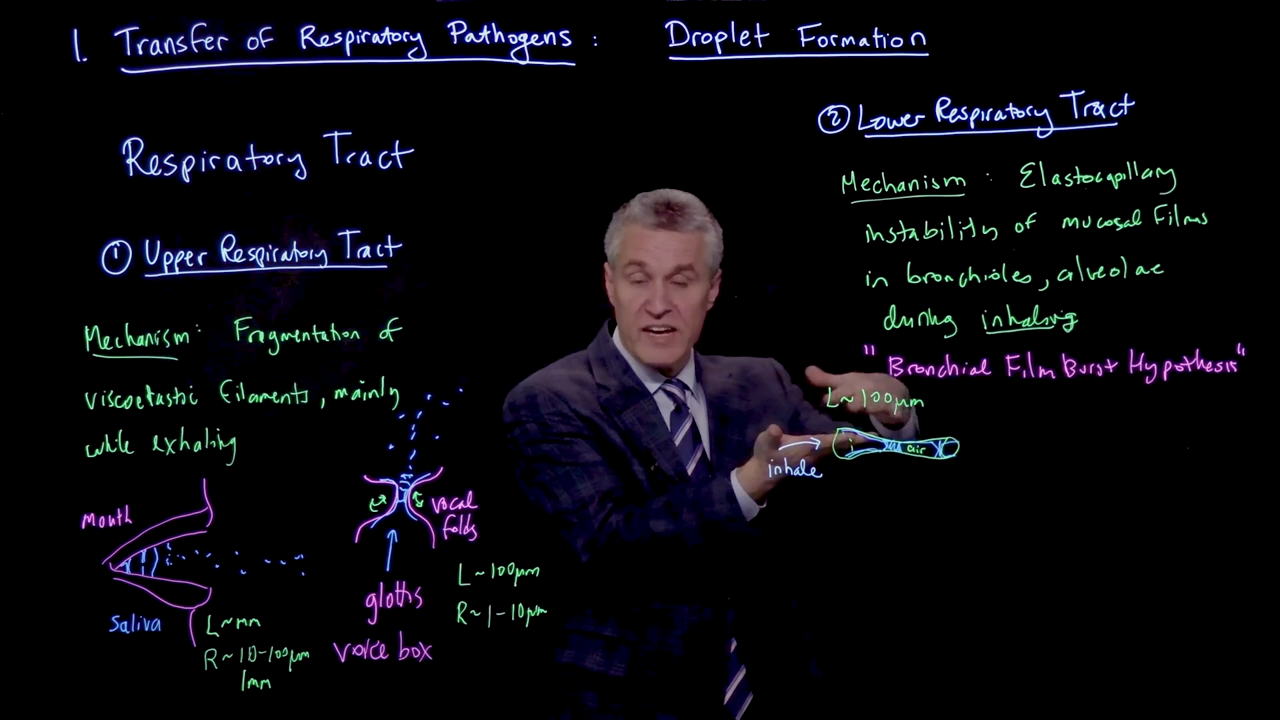 1. Transfer of Respiratory Pathogens : Droplet Formation
Respiratory Tract
① Upper Respiratory Tract
Mechanism: Fragmentation of
viscoelastic filaments, mainly
while exhaling
mouth
saliva
L~mm
R~10-100μm
1mm
vocal
folds
glottis
voice box
L~100μm
R~1-10μm
② Lower Respiratory Tract
Mechanism : Elastocapillary
instability of mucosal films
in bronchioles, alveolae
during inhaling
"Bronchial Film Burst Hypothesis"
L~100μm
inhale
air